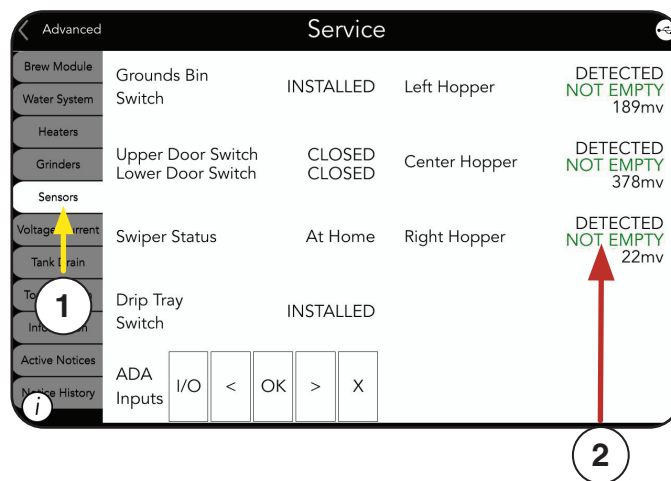 Advanced
Service
Brew Module
Water System
Heaters
Grinders
Sensors
Tank
Active Notices
History
Grounds Bin
Switch
INSTALLED
Left Hopper
DETECTED
NOT EMPTY
189mv
Upper Door Switch
Lower Door Switch
CLOSED
CLOSED
Center Hopper
DETECTED
NOT EMPTY
378mv
Swiper Status
At Home
Right Hopper
DETECTED
NOT EMPTY
22mv
Drip Tray
Switch
INSTALLED
ADA
Inputs
I/O
<
OK
>
X
i
1
2